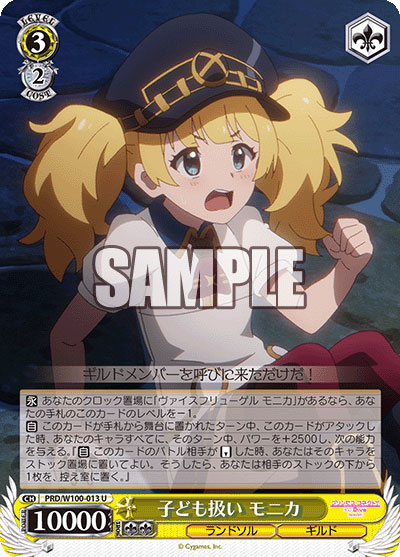 LEVEL
3
2
COST
SAMPLE
ギルドメンバーを呼びに来ただけだ!
永 あなたのクロック置場に「ヴァイスフリューゲル モニカ」があるなら、あな
たの手札のこのカードのレベルを-1。
自 このカードが手札から舞台に置かれたターン中、このカードがアタック
した時、あなたのキャラすべてに、そのターン中、パワーを+2500し、次の能力
を与える。『自 このカードのバトル相手が した時、あなたはそのキャラを
ストック置場に置いてよい。そうしたら、あなたは相手のストックの下から
1枚を、控え室に置く。』
CH PRD/W100-013 U
10000
子ども扱い モニカ
ランドソル
ギルド
© Cygames, Inc.